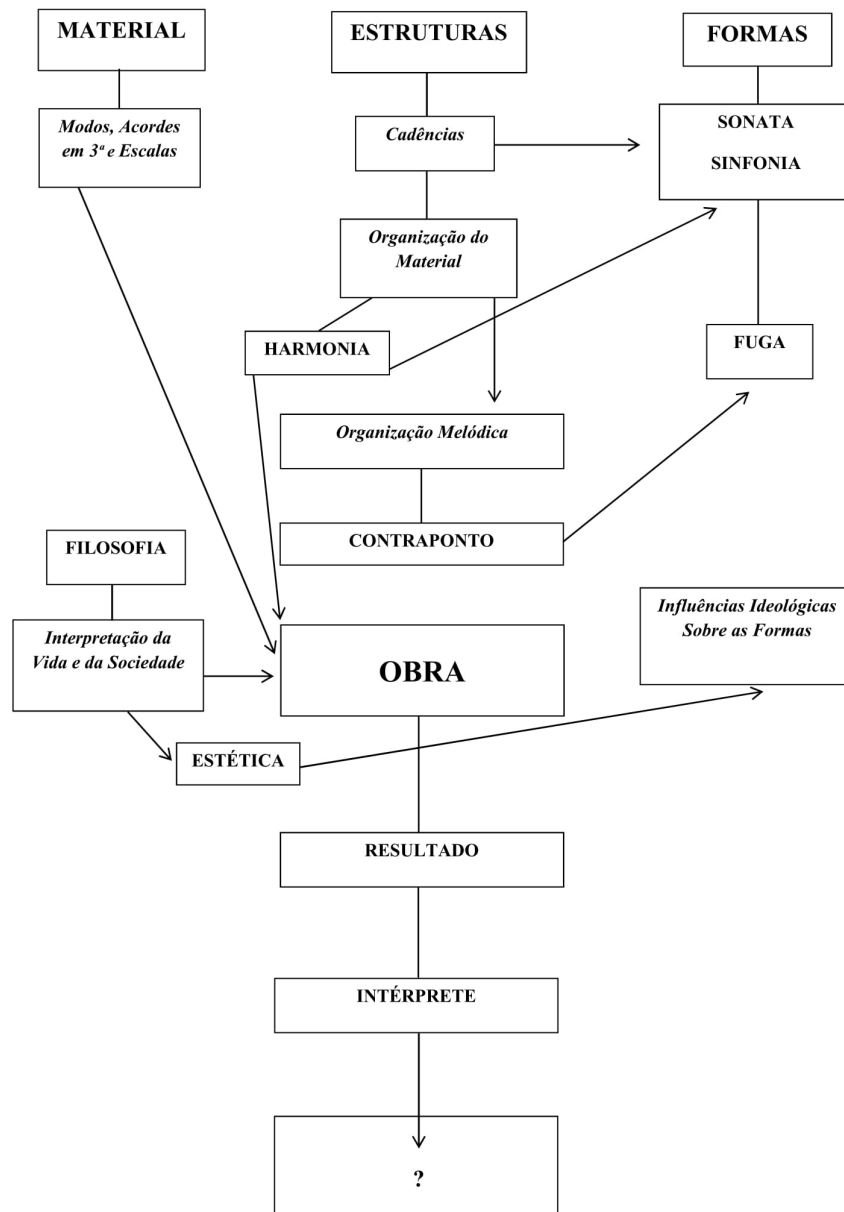 MATERIAL
ESTRUTURAS
FORMAS
Modos, Acordes
em 3ª e Escalas
Cadências
SONATA
SINFONIA
Organização do
Material
HARMONIA
FUGA
Organização Melódica
CONTRAPONTO
FILOSOFIA
Interpretação da
Vida e da Sociedade
Influências Ideológicas
Sobre as Formas
OBRA
ESTÉTICA
RESULTADO
INTÉRPRETE
?